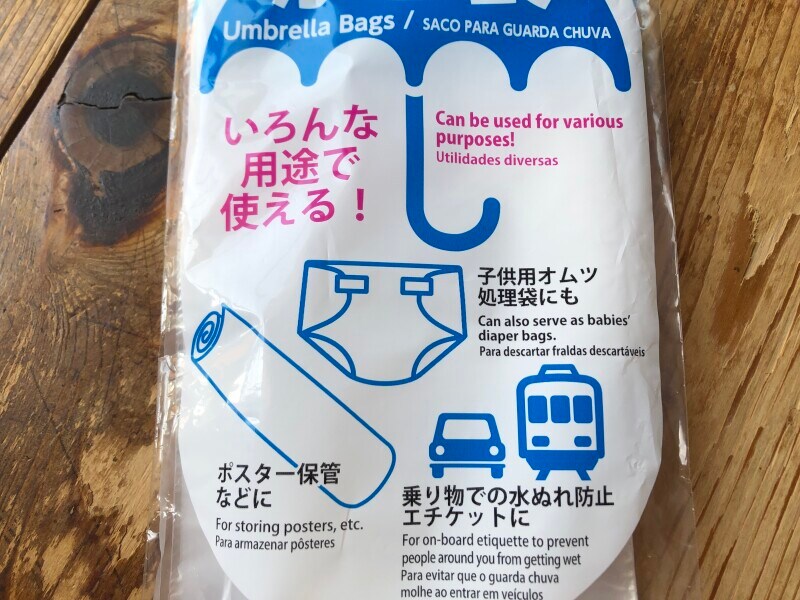 Umbrella Bags / SACO PARA GUARDA CHUVA
いろんな
用途で
使える！
Can be used for various
purposes!
Utilidades diversas
子供用オムツ
処理袋にも
Can also serve as babies'
diaper bags.
Para descartar fraldas descartáveis
ポスター保管
などに
For storing posters, etc.
Para armazenar pôsteres
乗り物での水ぬれ防止
エチケットに
For on-board etiquette to prevent
people around you from getting wet
Para evitar que o guarda chuva
molhe ao entrar em veículos